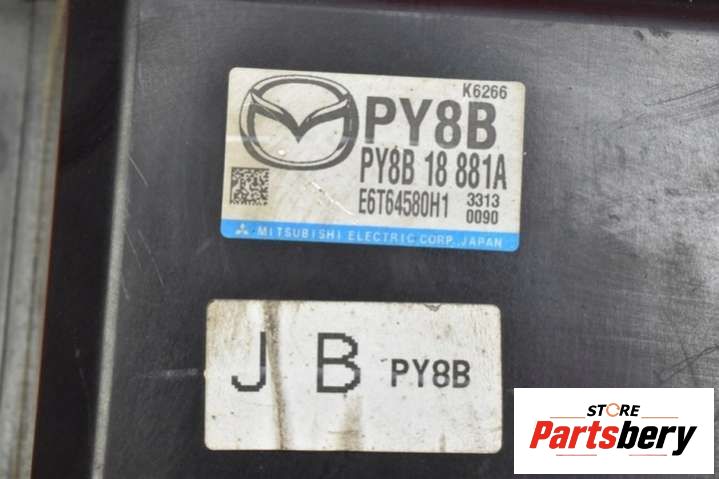 K6266
PY8B
PY8B 18 881A
E6T64580H1 3313
0090
MITSUBISHI ELECTRIC CORP. JAPAN
J B PY8B
STORE
Partsbery